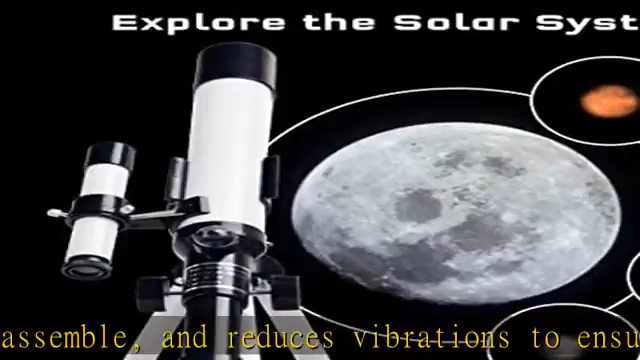 Explore the Solar Syst
assemble, and reduces vibrations to ensu